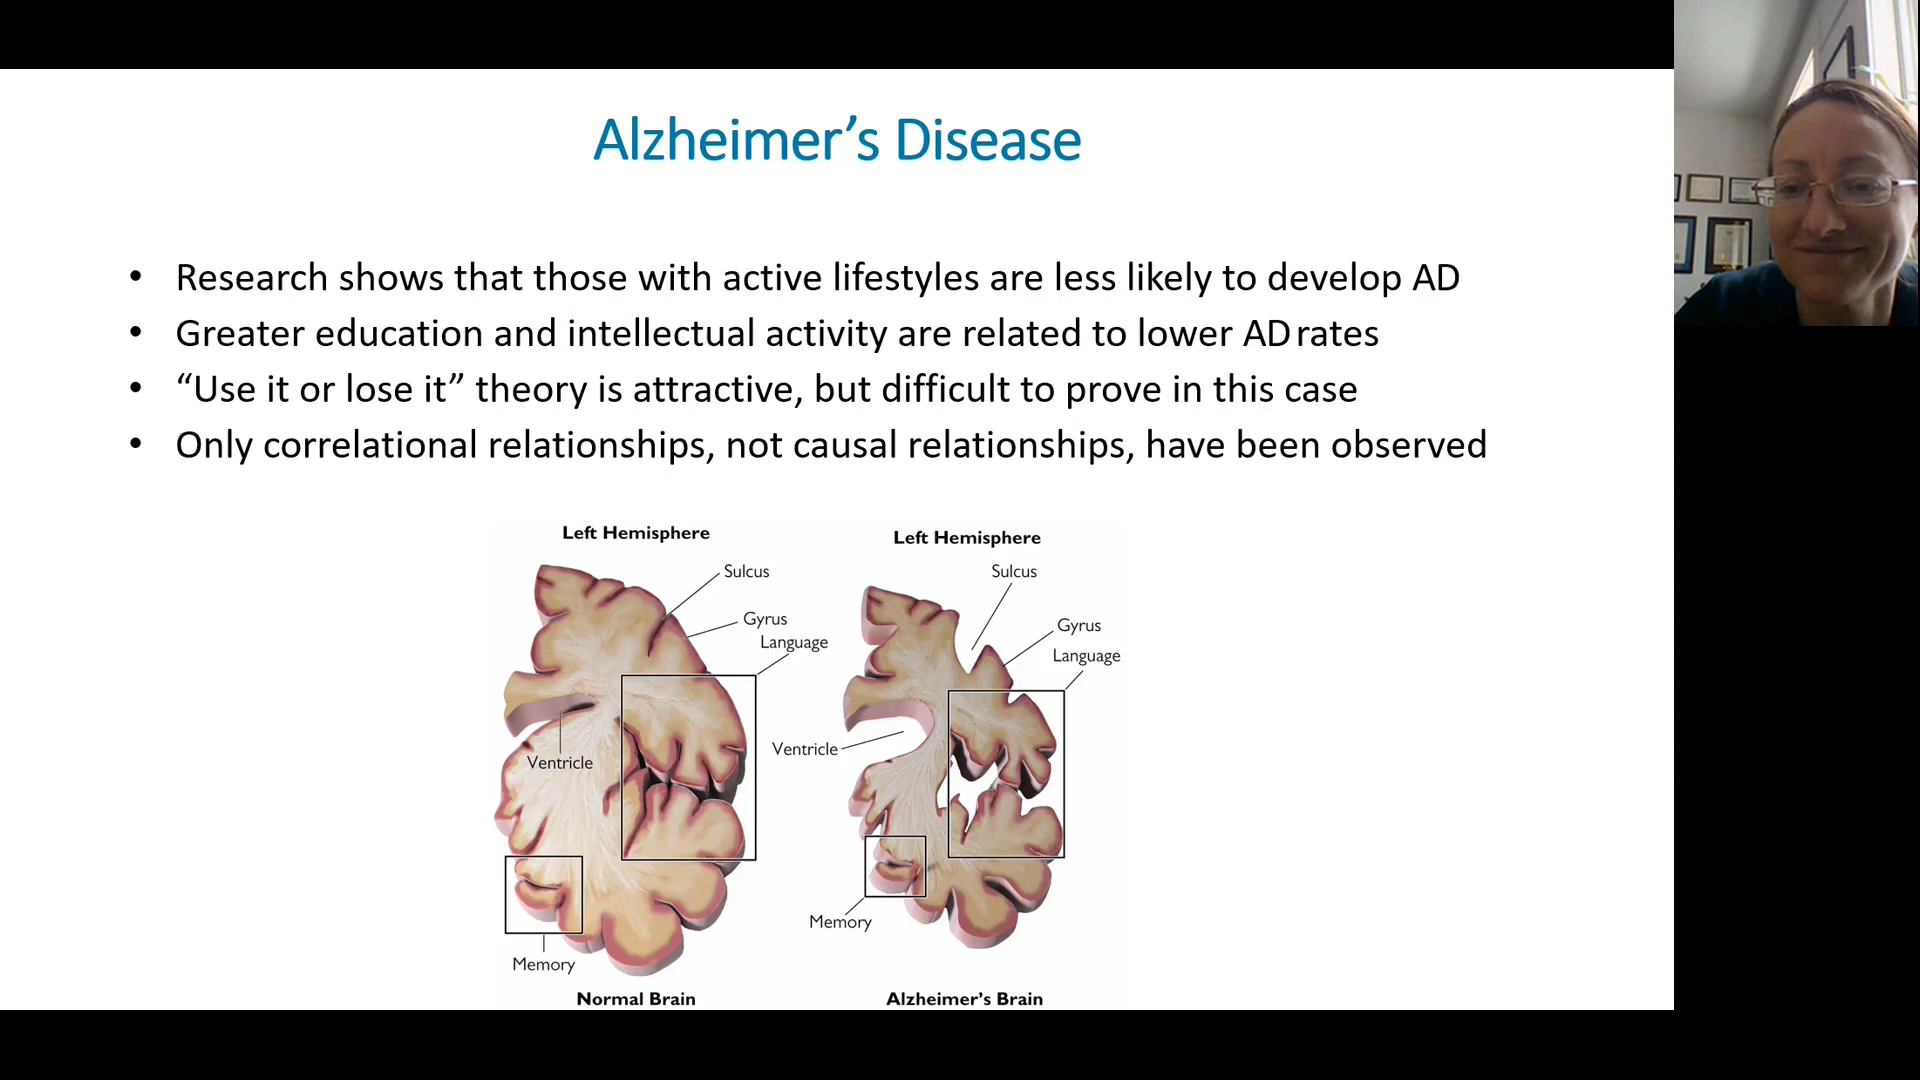 Alzheimer’s Disease
• Research shows that those with active lifestyles are less likely to develop AD
• Greater education and intellectual activity are related to lower AD rates
• “Use it or lose it” theory is attractive, but difficult to prove in this case
• Only correlational relationships, not causal relationships, have been observed
Left Hemisphere
Sulcus
Gyrus
Language
Ventricle
Memory
Normal Brain
Left Hemisphere
Sulcus
Gyrus
Language
Ventricle
Memory
Alzheimer’s Brain